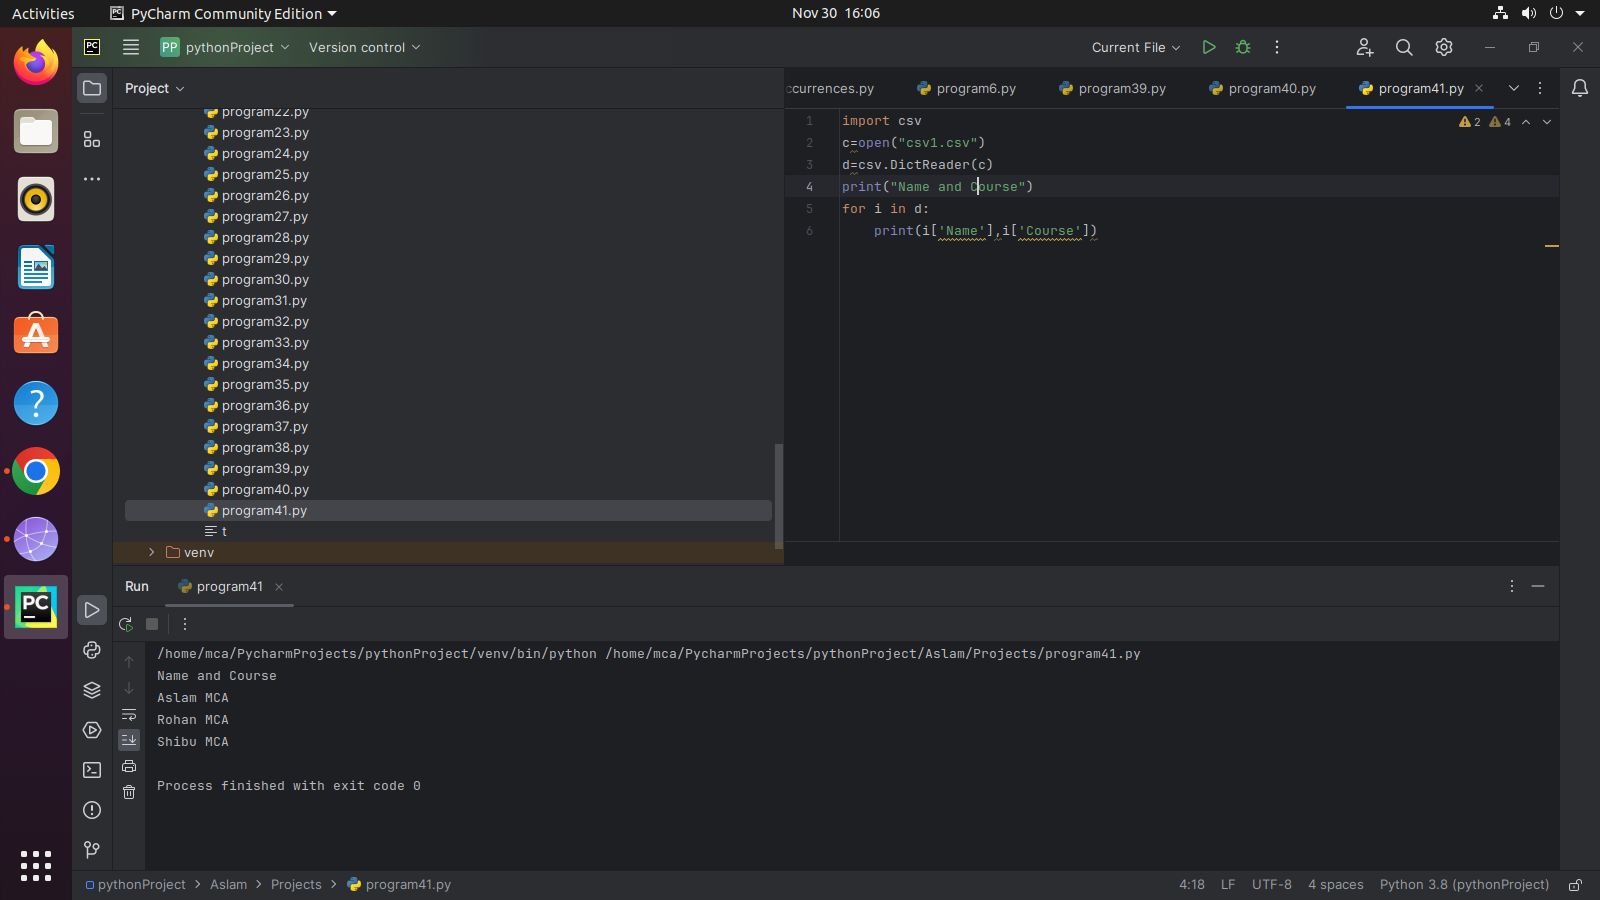 Activities PyCharm Community Edition Nov 30 16:06
PC PP pythonProject Version control Current File
Project
ccurrences.py program6.py program39.py program40.py program41.py
program22.py
program23.py
program24.py
program25.py
program26.py
program27.py
program28.py
program29.py
program30.py
program31.py
program32.py
program33.py
program34.py
program35.py
program36.py
program37.py
program38.py
program39.py
program40.py
program41.py
t
venv
2 4
1 import csv
2 c=open("csv1.csv")
3 d=csv.DictReader(c)
4 print("Name and Course")
5 for i in d:
6 print(i['Name'],i['Course'])
PC
Run program41
/home/mca/PycharmProjects/pythonProject/venv/bin/python /home/mca/PycharmProjects/pythonProject/Aslam/Projects/program41.py
Name and Course
Aslam MCA
Rohan MCA
Shibu MCA
Process finished with exit code 0
pythonProject > Aslam > Projects > program41.py 4:18 LF UTF-8 4 spaces Python 3.8 (pythonProject)